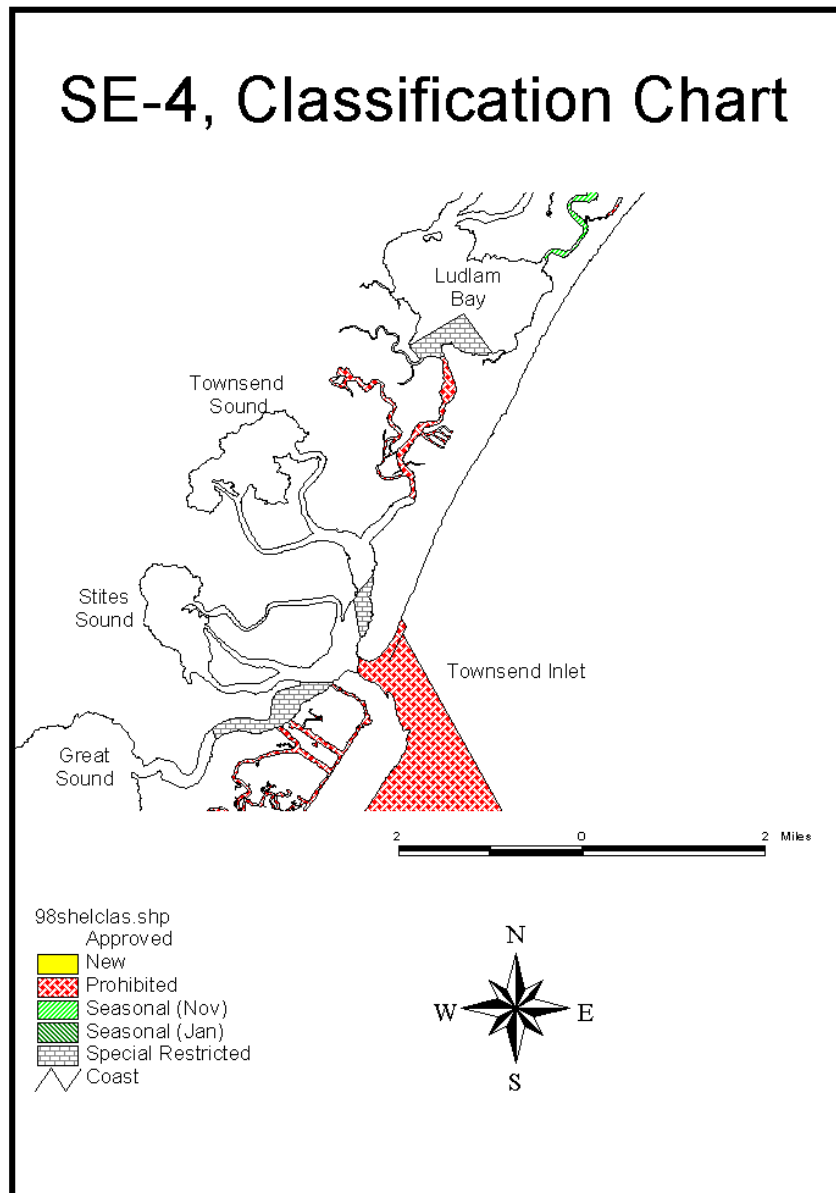 SE-4, Classification Chart
Ludlam
Bay
Townsend
Sound
Stites
Sound
Townsend Inlet
Great
Sound
2 0 2 Miles
98shelclas.shp
Approved
New
Prohibited
Seasonal (Nov)
Seasonal (Jan)
Special Restricted
Coast
N
W E
S